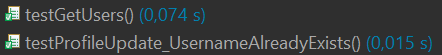 testGetUsers() (0,074 s)
testProfileUpdate_UsernameAlreadyExists() (0,015 s)